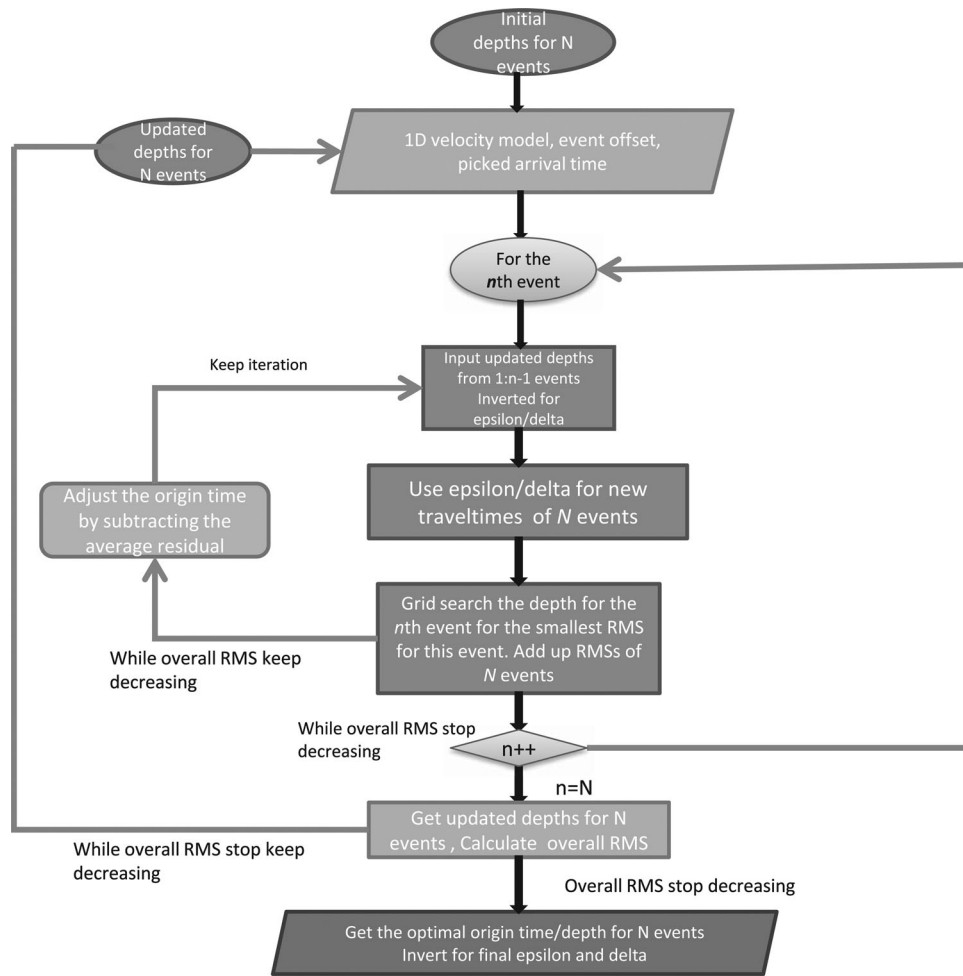 Initial
depths for N
events
Updated
depths for
N events
1D velocity model, event offset,
picked arrival time
For the
nth event
Keep iteration
Input updated depths
from 1:n-1 events
Inverted for
epsilon/delta
Adjust the origin time
by subtracting the
average residual
Use epsilon/delta for new
traveltimes of N events
Grid search the depth for the
nth event for the smallest RMS
for this event. Add up RMSs of
N events
While overall RMS keep
decreasing
While overall RMS stop
decreasing
n++
n=N
Get updated depths for N
events , Calculate overall RMS
While overall RMS stop keep
decreasing
Overall RMS stop decreasing
Get the optimal origin time/depth for N events
Invert for final epsilon and delta